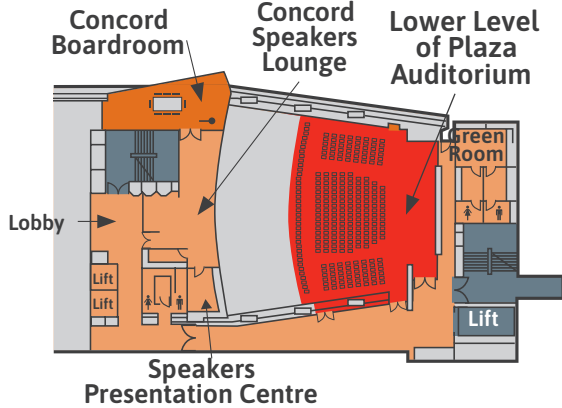 Concord
Boardroom
Concord
Speakers
Lounge
Lower Level
of Plaza
Auditorium
Green
Room
Lobby
Lift
Lift
Lift
Speakers
Presentation Centre